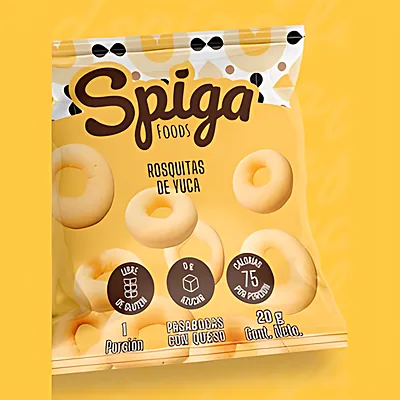 Spiga
FOODS
ROSQUITAS
DE YUCA
LIBRE
DE GLUTEN
0 g
AZUCAR
CALORÍAS
75
POR PORCIÓN
1
Porción
PASABOCAS
CON QUESO
20 g
Cont. Neto.